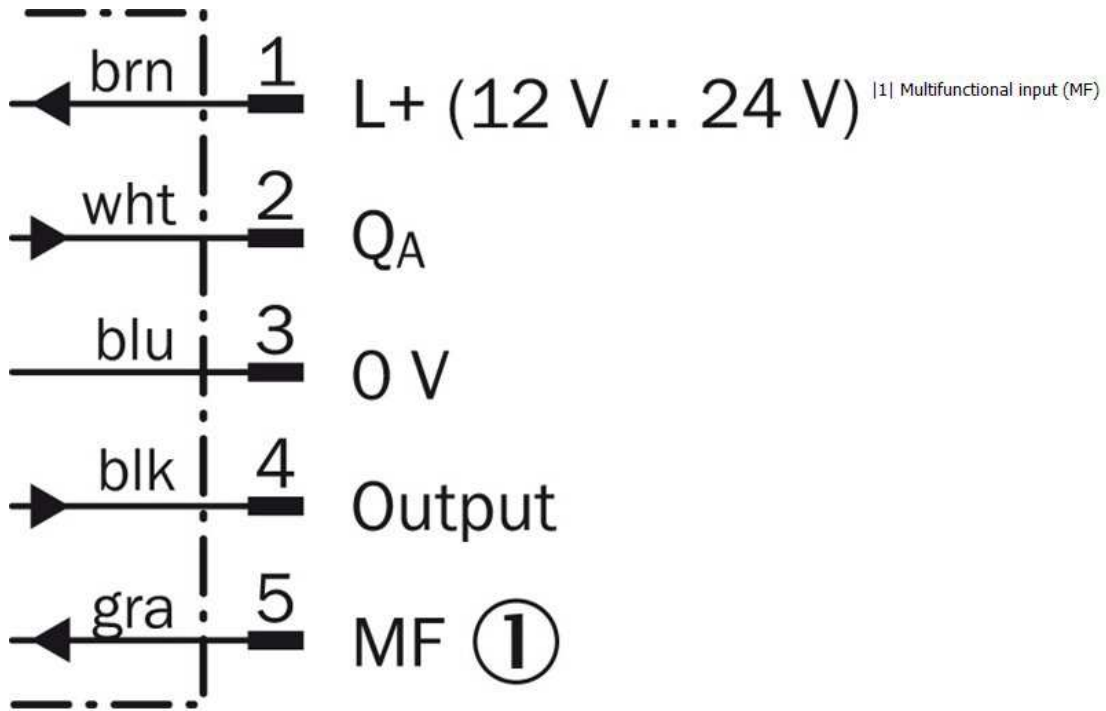 brn 1 L+ (12 V ... 24 V) |1| Multifunctional input (MF)
wht 2 QA
blu 3 0 V
blk 4 Output
gra 5 MF ①